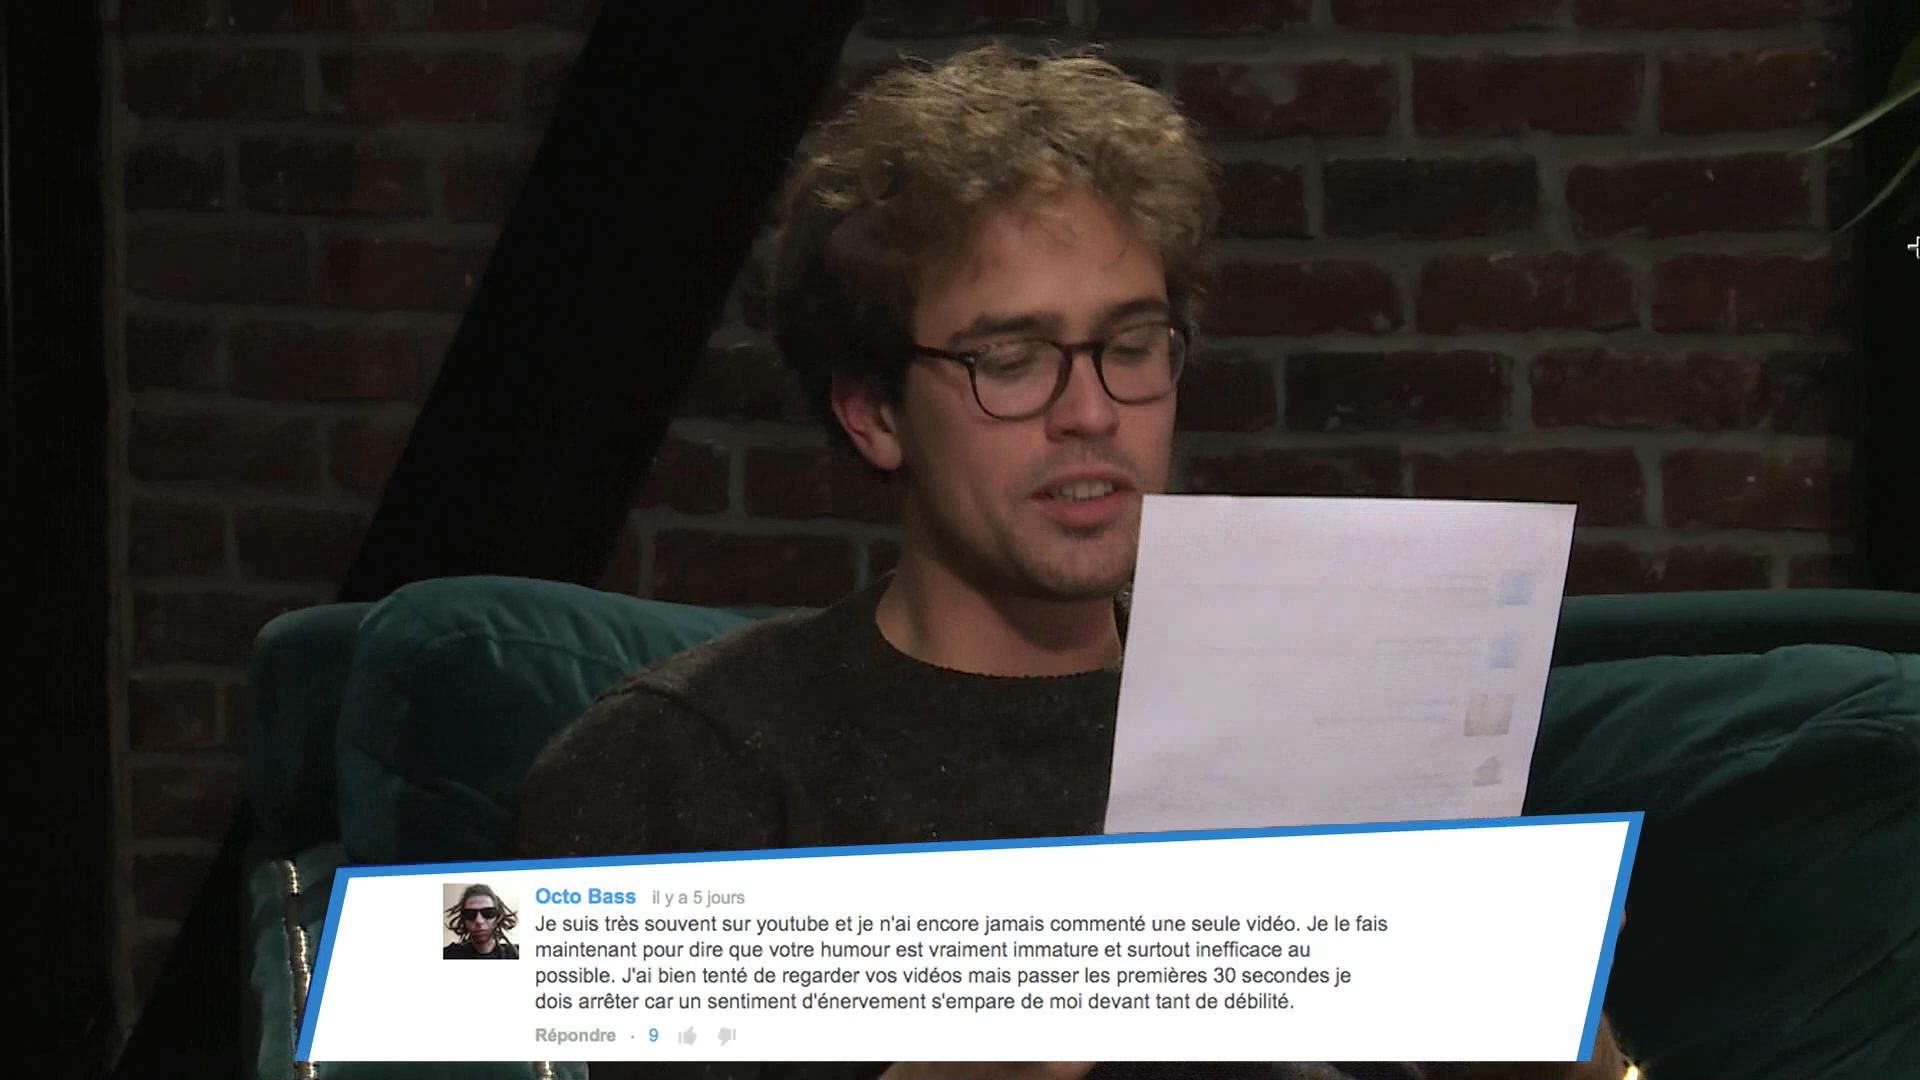 Octo Bass il y a 5 jours
Je suis très souvent sur youtube et je n'ai encore jamais commenté une seule vidéo. Je le fais
maintenant pour dire que votre humour est vraiment immature et surtout inefficace au
possible. J'ai bien tenté de regarder vos vidéos mais passer les premières 30 secondes je
dois arrêter car un sentiment d'énervement s'empare de moi devant tant de débilité.
Répondre · 9